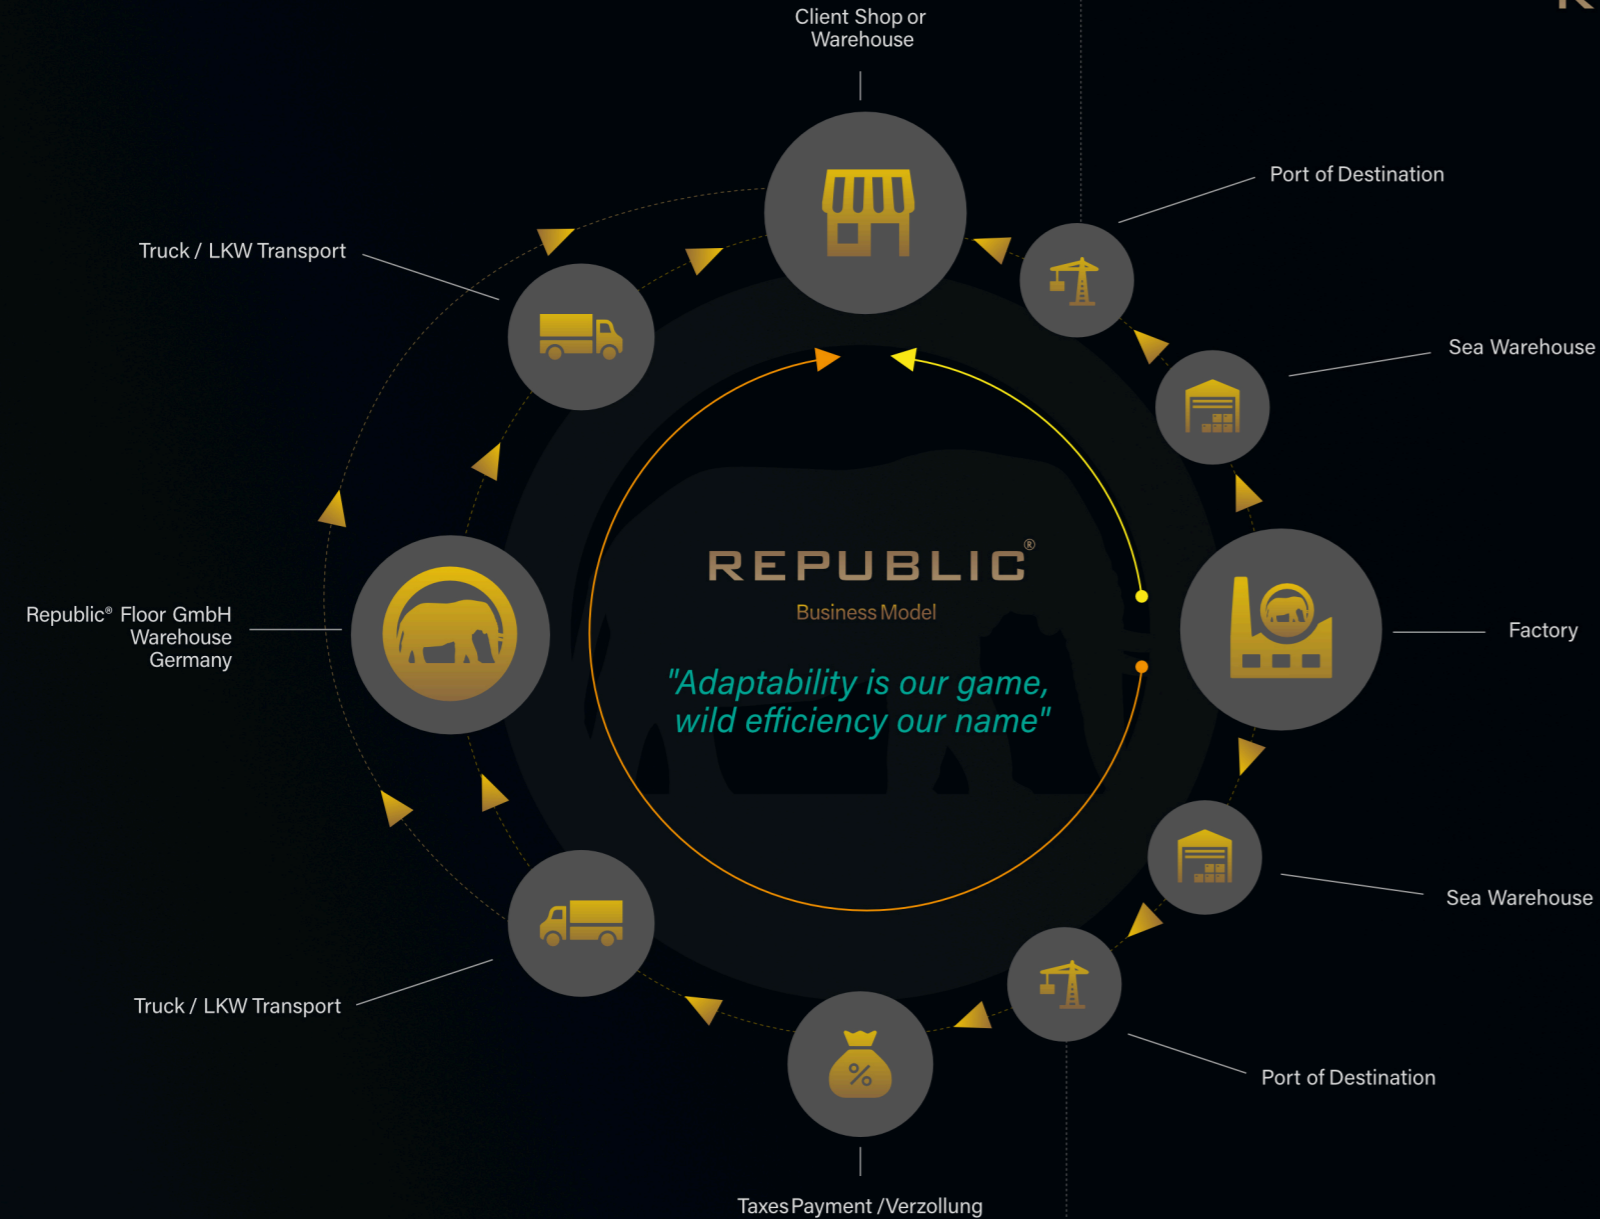 Client Shop or
Warehouse
Port of Destination
Truck / LKW Transport
Sea Warehouse
REPUBLIC®
Business Model
Republic® Floor GmbH
Warehouse
Germany
Factory
"Adaptability is our game,
wild efficiency our name"
Sea Warehouse
Truck / LKW Transport
Port of Destination
%
Taxes Payment / Verzollung